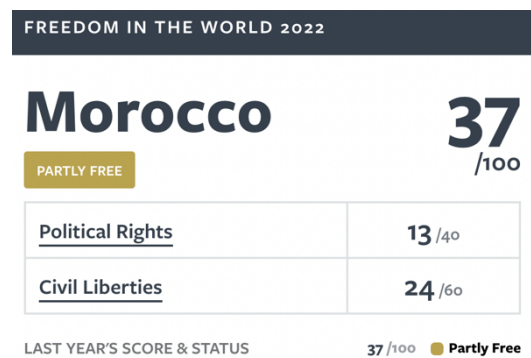 FREEDOM IN THE WORLD 2022
Morocco
37
/100
PARTLY FREE
Political Rights 13 /40
Civil Liberties 24 /60
LAST YEAR'S SCORE & STATUS 37 /100 Partly Free